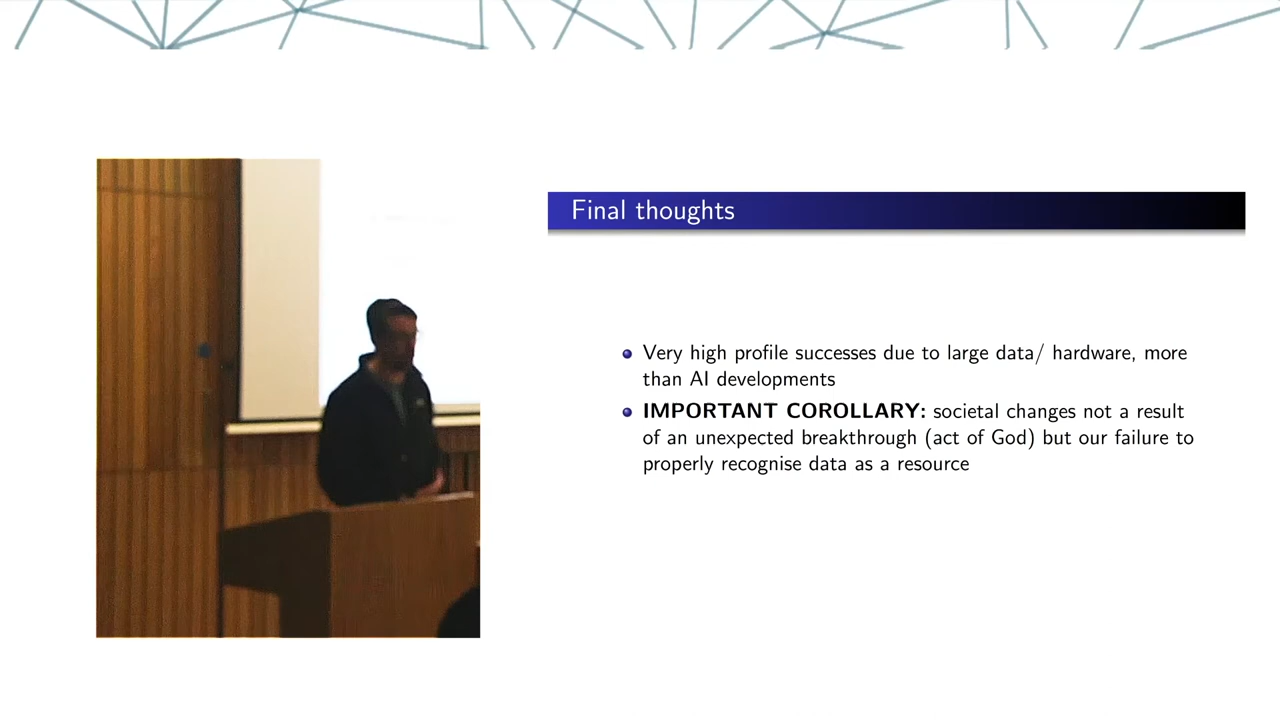 Final thoughts
Very high profile successes due to large data/ hardware, more
than AI developments
IMPORTANT COROLLARY: societal changes not a result
of an unexpected breakthrough (act of God) but our failure to
properly recognise data as a resource